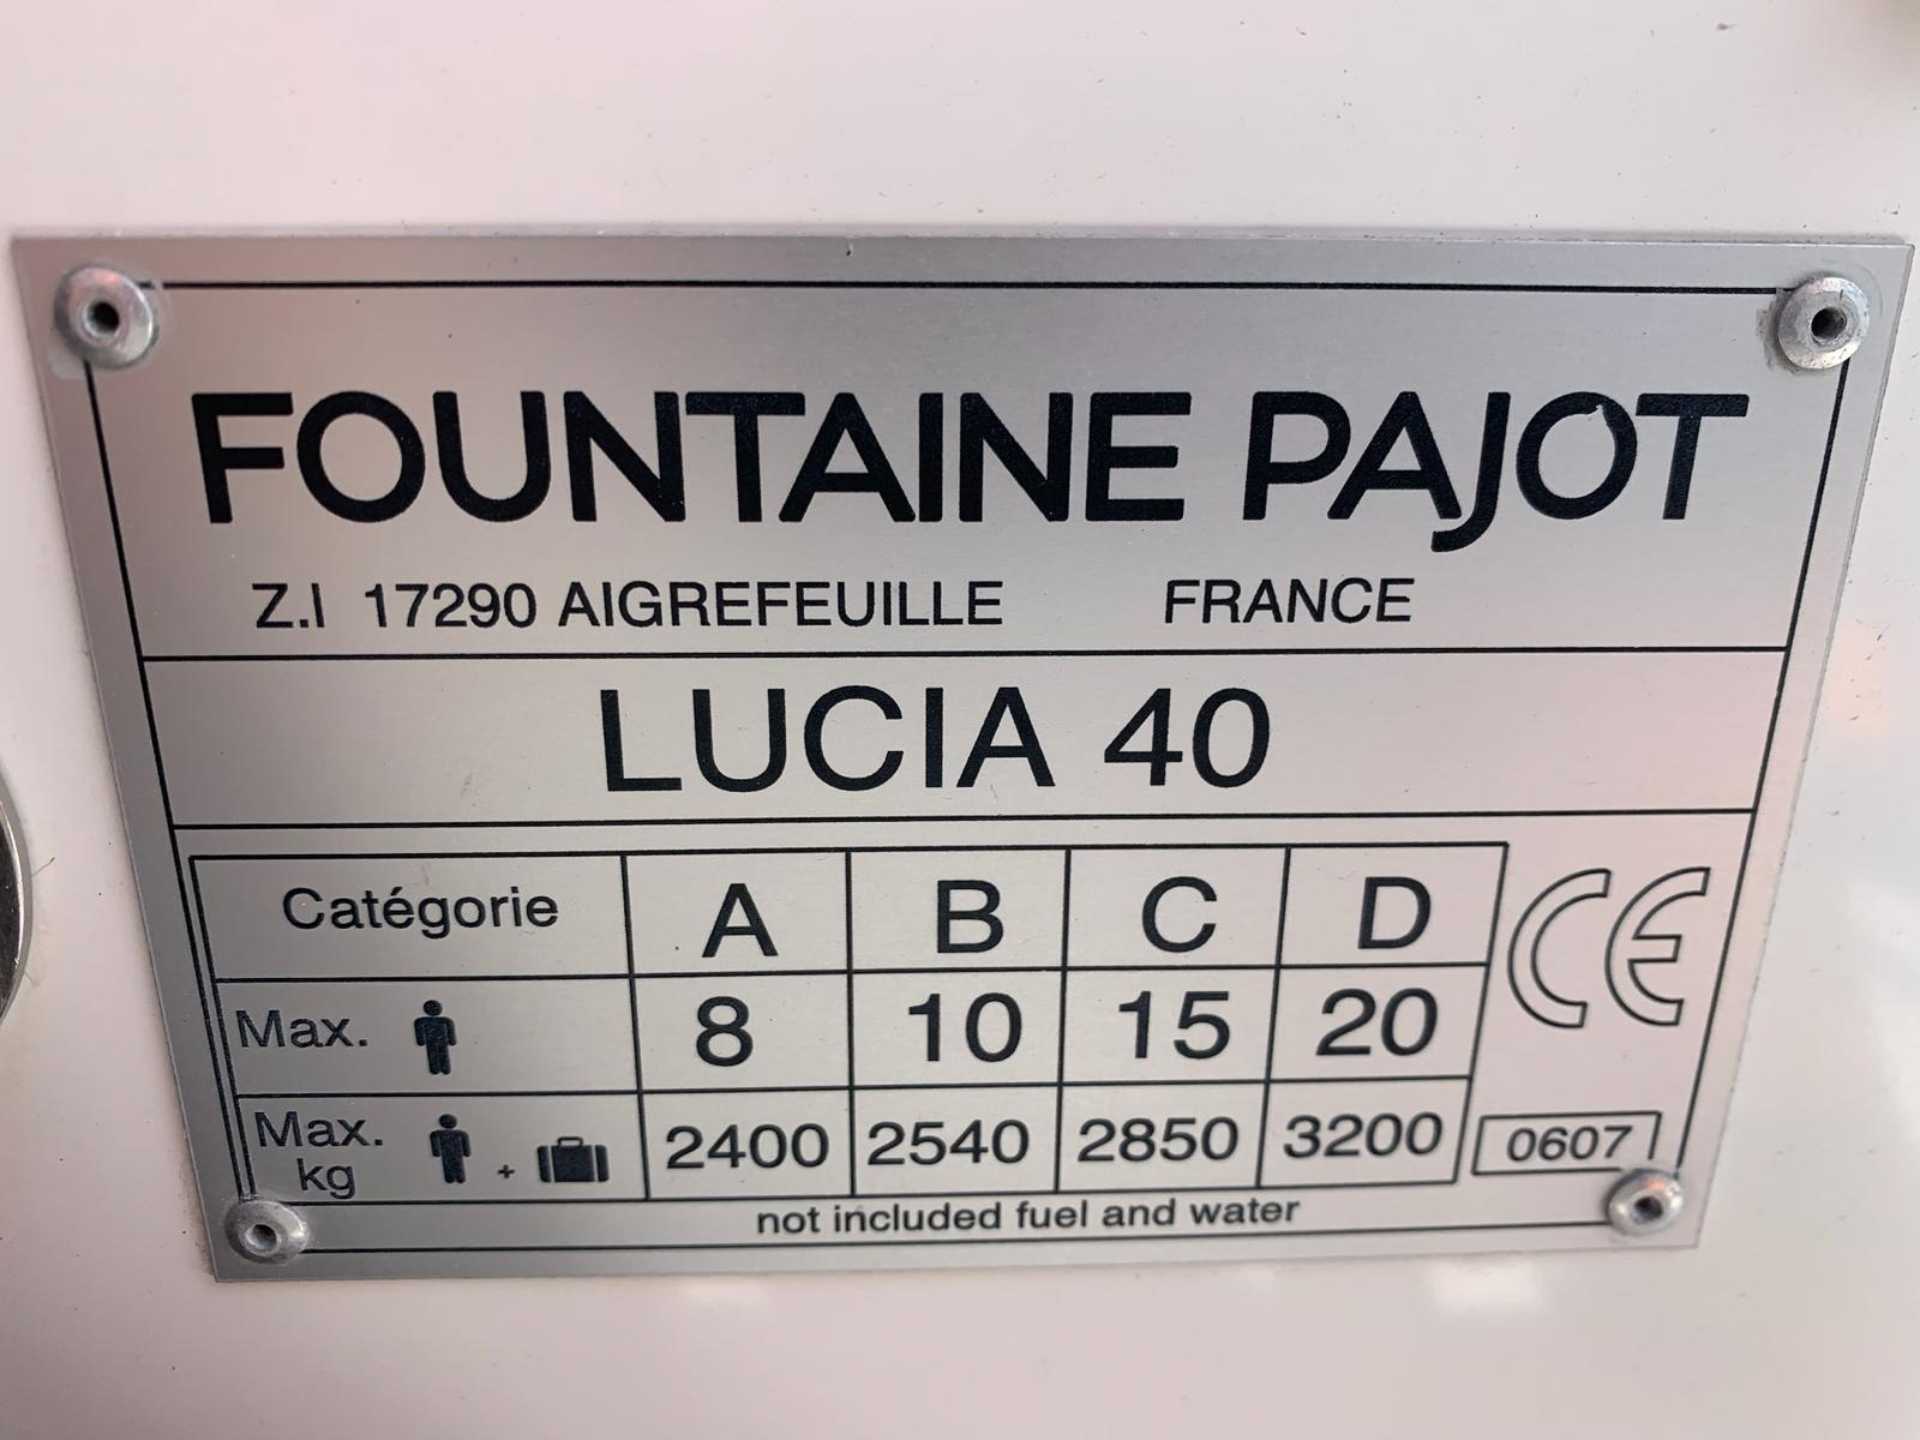 FOUNTAINE PAJOT
Z.I 17290 AIGREFEUILLE FRANCE
LUCIA 40
Catégorie A B C D
Max. 8 10 15 20
Max. kg + 2400 2540 2850 3200
CE
0607
not included fuel and water